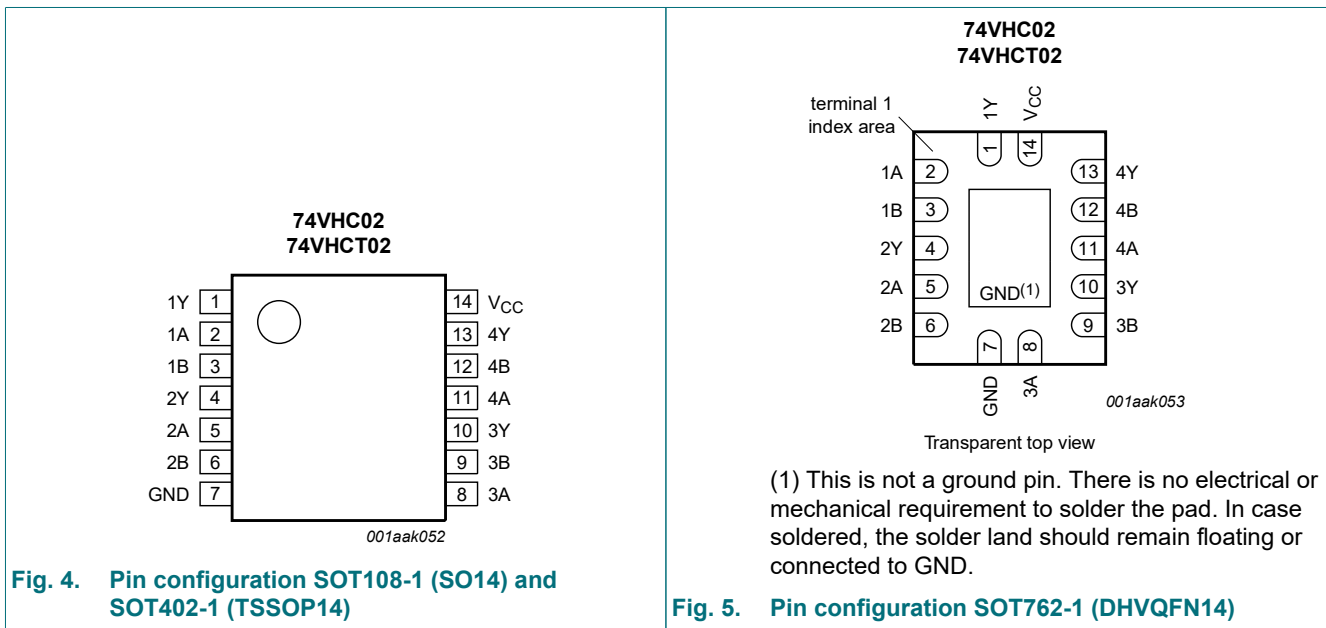 74VHC02
74VHCT02
1Y 1
1A 2
1B 3
2Y 4
2A 5
2B 6
GND 7
14 VCC
13 4Y
12 4B
11 4A
10 3Y
9 3B
8 3A
001aak052
Fig. 4. Pin configuration SOT108-1 (SO14) and
SOT402-1 (TSSOP14)
74VHC02
74VHCT02
terminal 1
index area
1Y
VCC
1
14
1A 2
1B 3
2Y 4
2A 5
2B 6
13 4Y
12 4B
11 4A
10 3Y
9 3B
GND(1)
7
8
GND
3A
001aak053
Transparent top view
(1) This is not a ground pin. There is no electrical or
mechanical requirement to solder the pad. In case
soldered, the solder land should remain floating or
connected to GND.
Fig. 5. Pin configuration SOT762-1 (DHVQFN14)